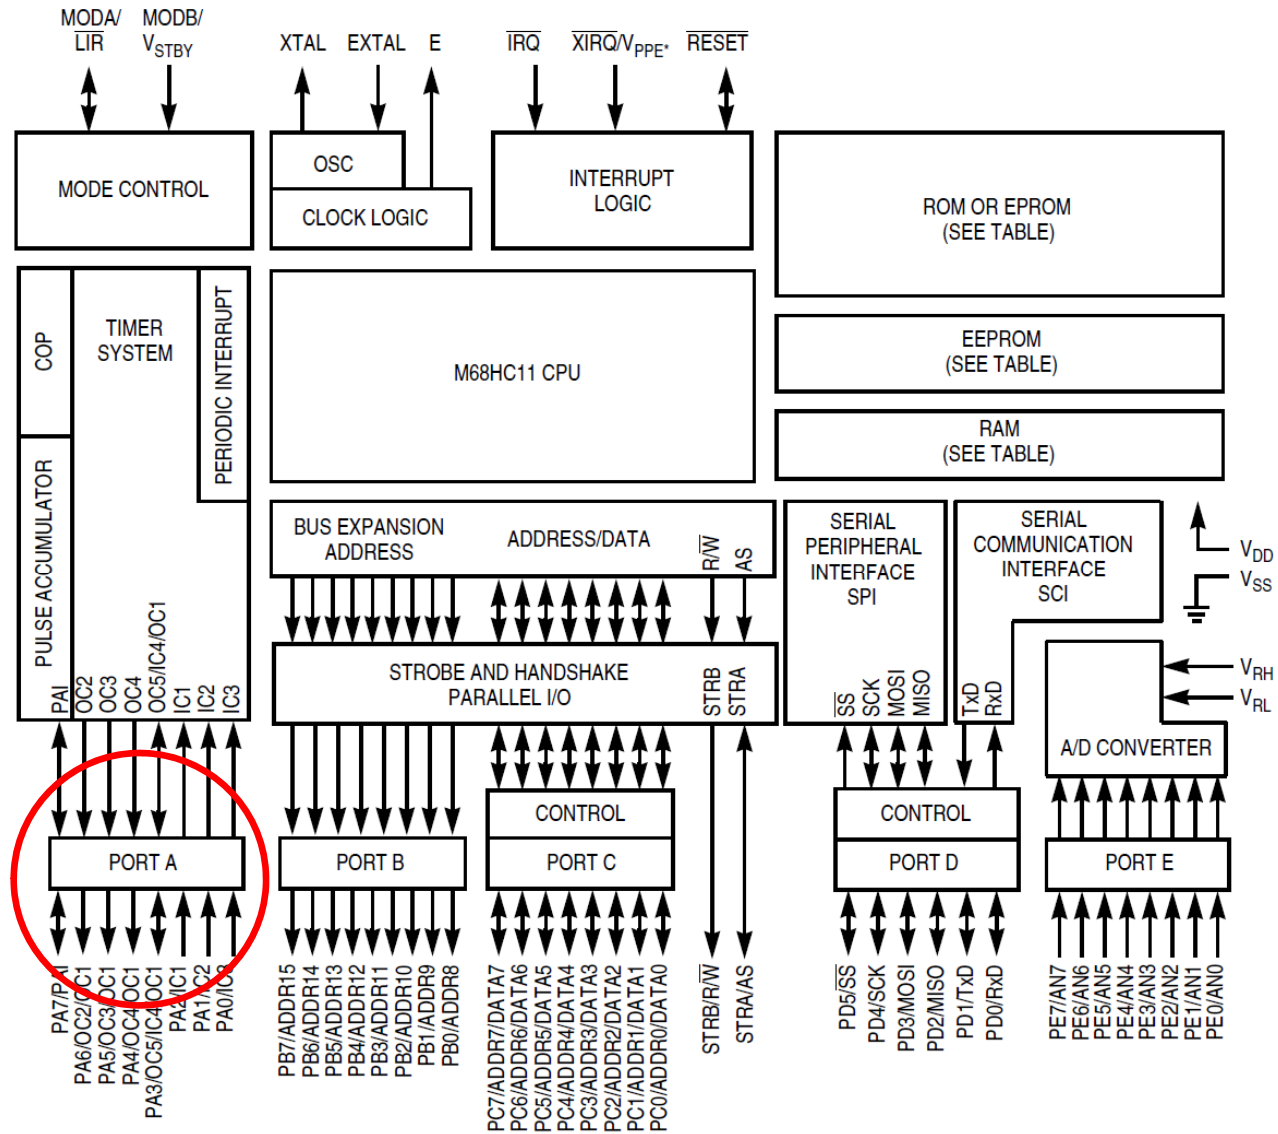 MODA/
LIR
MODB/
VSTBY
XTAL
EXTAL
E
IRQ
XIRQ/VPPE*
RESET
MODE CONTROL
OSC
CLOCK LOGIC
INTERRUPT
LOGIC
ROM OR EPROM
(SEE TABLE)
COP
TIMER
SYSTEM
PERIODIC INTERRUPT
PULSE ACCUMULATOR
M68HC11 CPU
EEPROM
(SEE TABLE)
RAM
(SEE TABLE)
PAI
OC2
OC3
OC4
OC5/IC4/OC1
IC1
IC2
IC3
BUS EXPANSION
ADDRESS
ADDRESS/DATA
R/W
AS
STROBE AND HANDSHAKE
PARALLEL I/O
STRB
STRA
SERIAL
PERIPHERAL
INTERFACE
SPI
SS
SCK
MOSI
MISO
SERIAL
COMMUNICATION
INTERFACE
SCI
TxD
RxD
VDD
VSS
VRH
VRL
A/D CONVERTER
PORT A
PORT B
CONTROL
PORT C
CONTROL
PORT D
PORT E
PA7/PAI
PA6/OC2/OC1
PA5/OC3/OC1
PA4/OC4/OC1
PA3/OC5/IC4/OC1
PA2/IC1
PA1/IC2
PA0/IC3
PB7/ADDR15
PB6/ADDR14
PB5/ADDR13
PB4/ADDR12
PB3/ADDR11
PB2/ADDR10
PB1/ADDR9
PB0/ADDR8
PC7/ADDR7/DATA7
PC6/ADDR6/DATA6
PC5/ADDR5/DATA5
PC4/ADDR4/DATA4
PC3/ADDR3/DATA3
PC2/ADDR2/DATA2
PC1/ADDR1/DATA1
PC0/ADDR0/DATA0
STRB/R/W
STRA/AS
PD5/SS
PD4/SCK
PD3/MOSI
PD2/MISO
PD1/TxD
PD0/RxD
PE7/AN7
PE6/AN6
PE5/AN5
PE4/AN4
PE3/AN3
PE2/AN2
PE1/AN1
PE0/AN0